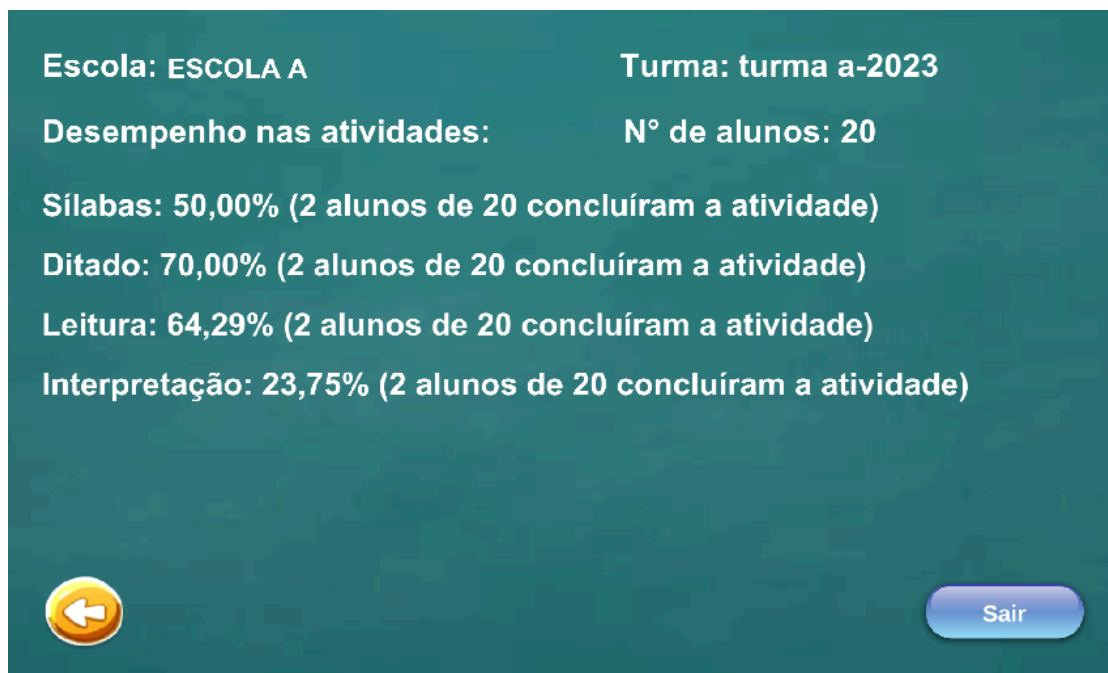 Escola: ESCOLA A
Turma: turma a-2023
Desempenho nas atividades:
N° de alunos: 20
Sílabas: 50,00% (2 alunos de 20 concluíram a atividade)
Ditado: 70,00% (2 alunos de 20 concluíram a atividade)
Leitura: 64,29% (2 alunos de 20 concluíram a atividade)
Interpretação: 23,75% (2 alunos de 20 concluíram a atividade)
Sair